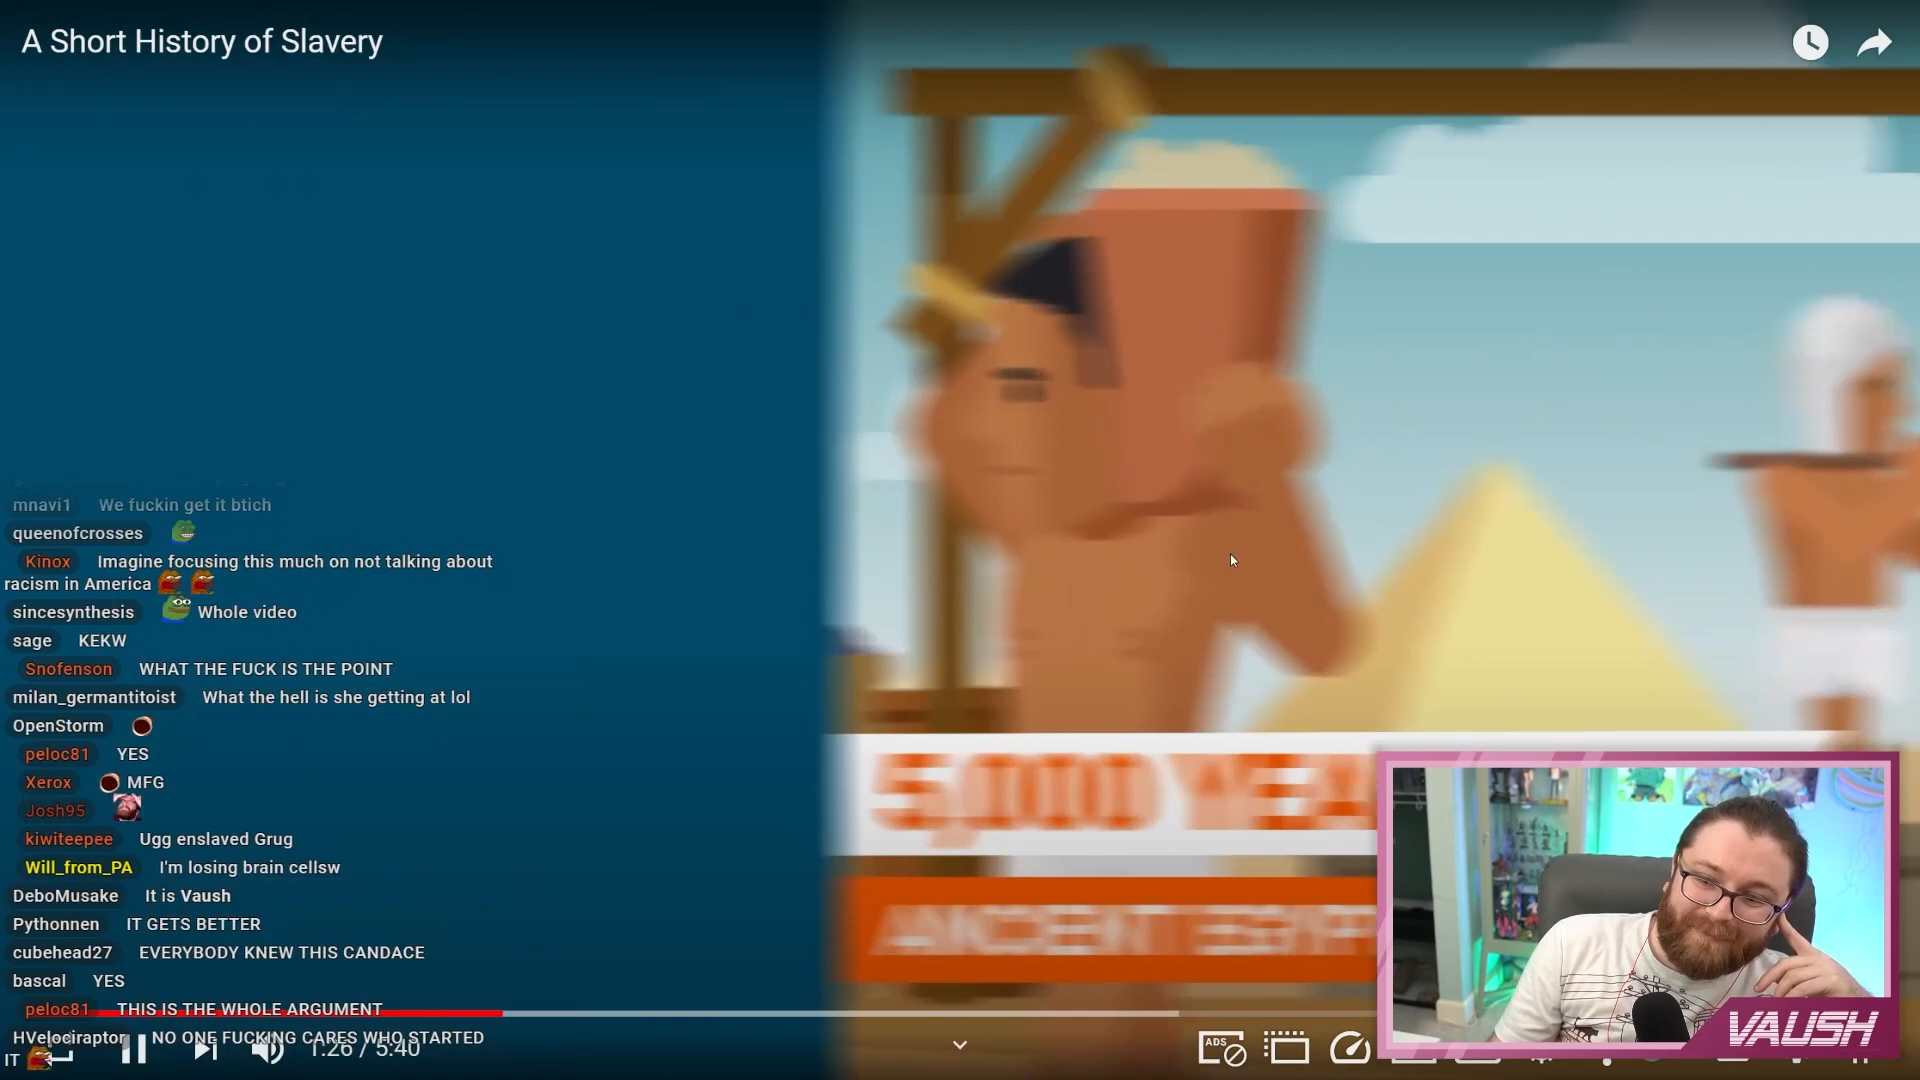 A Short History of Slavery
mnavi1 We fuckin get it btich
queenofcrosses
Kinox Imagine focusing this much on not talking about
racism in America
sincesynthesis Whole video
sage KEKW
Snofenson WHAT THE FUCK IS THE POINT
milan_germantitoist What the hell is she getting at lol
OpenStorm
peloc81 YES
Xerox MFG
Josh95
kiwiteepee Ugg enslaved Grug
Will_from_PA I'm losing brain cellsw
DeboMusake It is Vaush
Pythonnen IT GETS BETTER
cubehead27 EVERYBODY KNEW THIS CANDACE
bascal YES
peloc81 THIS IS THE WHOLE ARGUMENT
HVelociraptor NO ONE FUCKING CARES WHO STARTED
IT
1:26 / 5:40
5,000
ANCIENT
ADS
VAUSH